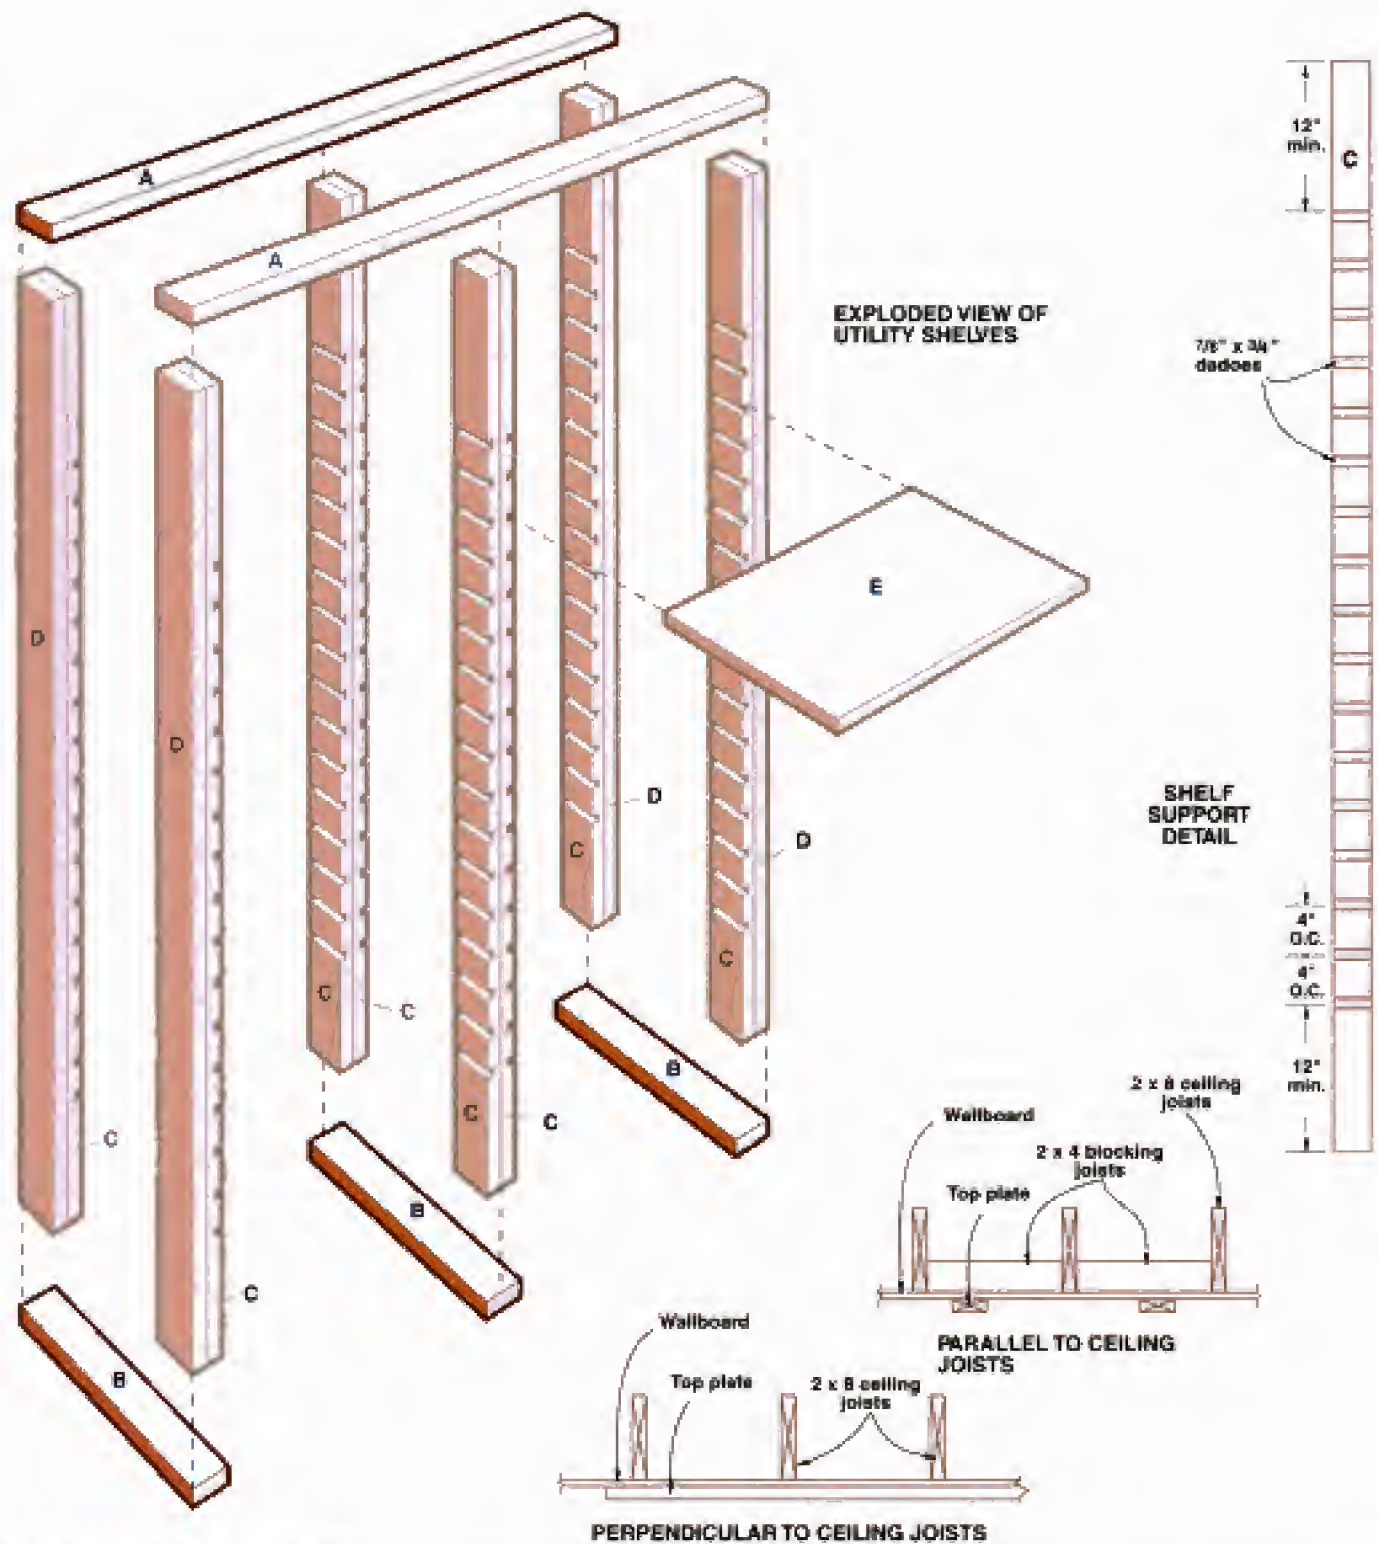 A
A
12"
min.
C
EXPLODED VIEW OF
UTILITY SHELVES
7/8" x 3/4"
dadoes
E
D
D
D
D
SHELF
SUPPORT
DETAIL
C
C
4"
O.C.
4"
O.C.
C
C
C
C
C
C
12"
min.
B
B
B
2 x 8 ceiling
joists
Wallboard
2 x 4 blocking
joists
Top plate
PARALLEL TO CEILING
JOISTS
Wallboard
Top plate
2 x 8 ceiling
joists
PERPENDICULAR TO CEILING JOISTS